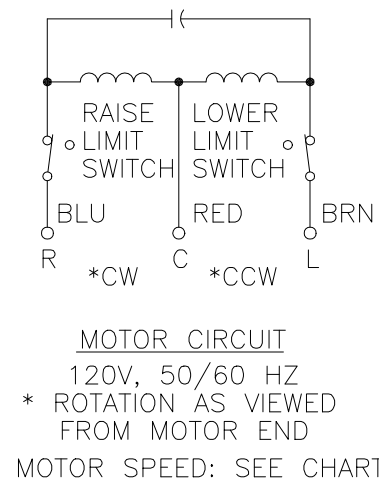 RAISE LOWER
LIMIT LIMIT
SWITCH SWITCH
BLU RED BRN
R C L
*CW *CCW
MOTOR CIRCUIT
120V, 50/60 HZ
* ROTATION AS VIEWED
FROM MOTOR END
MOTOR SPEED: SEE CHART